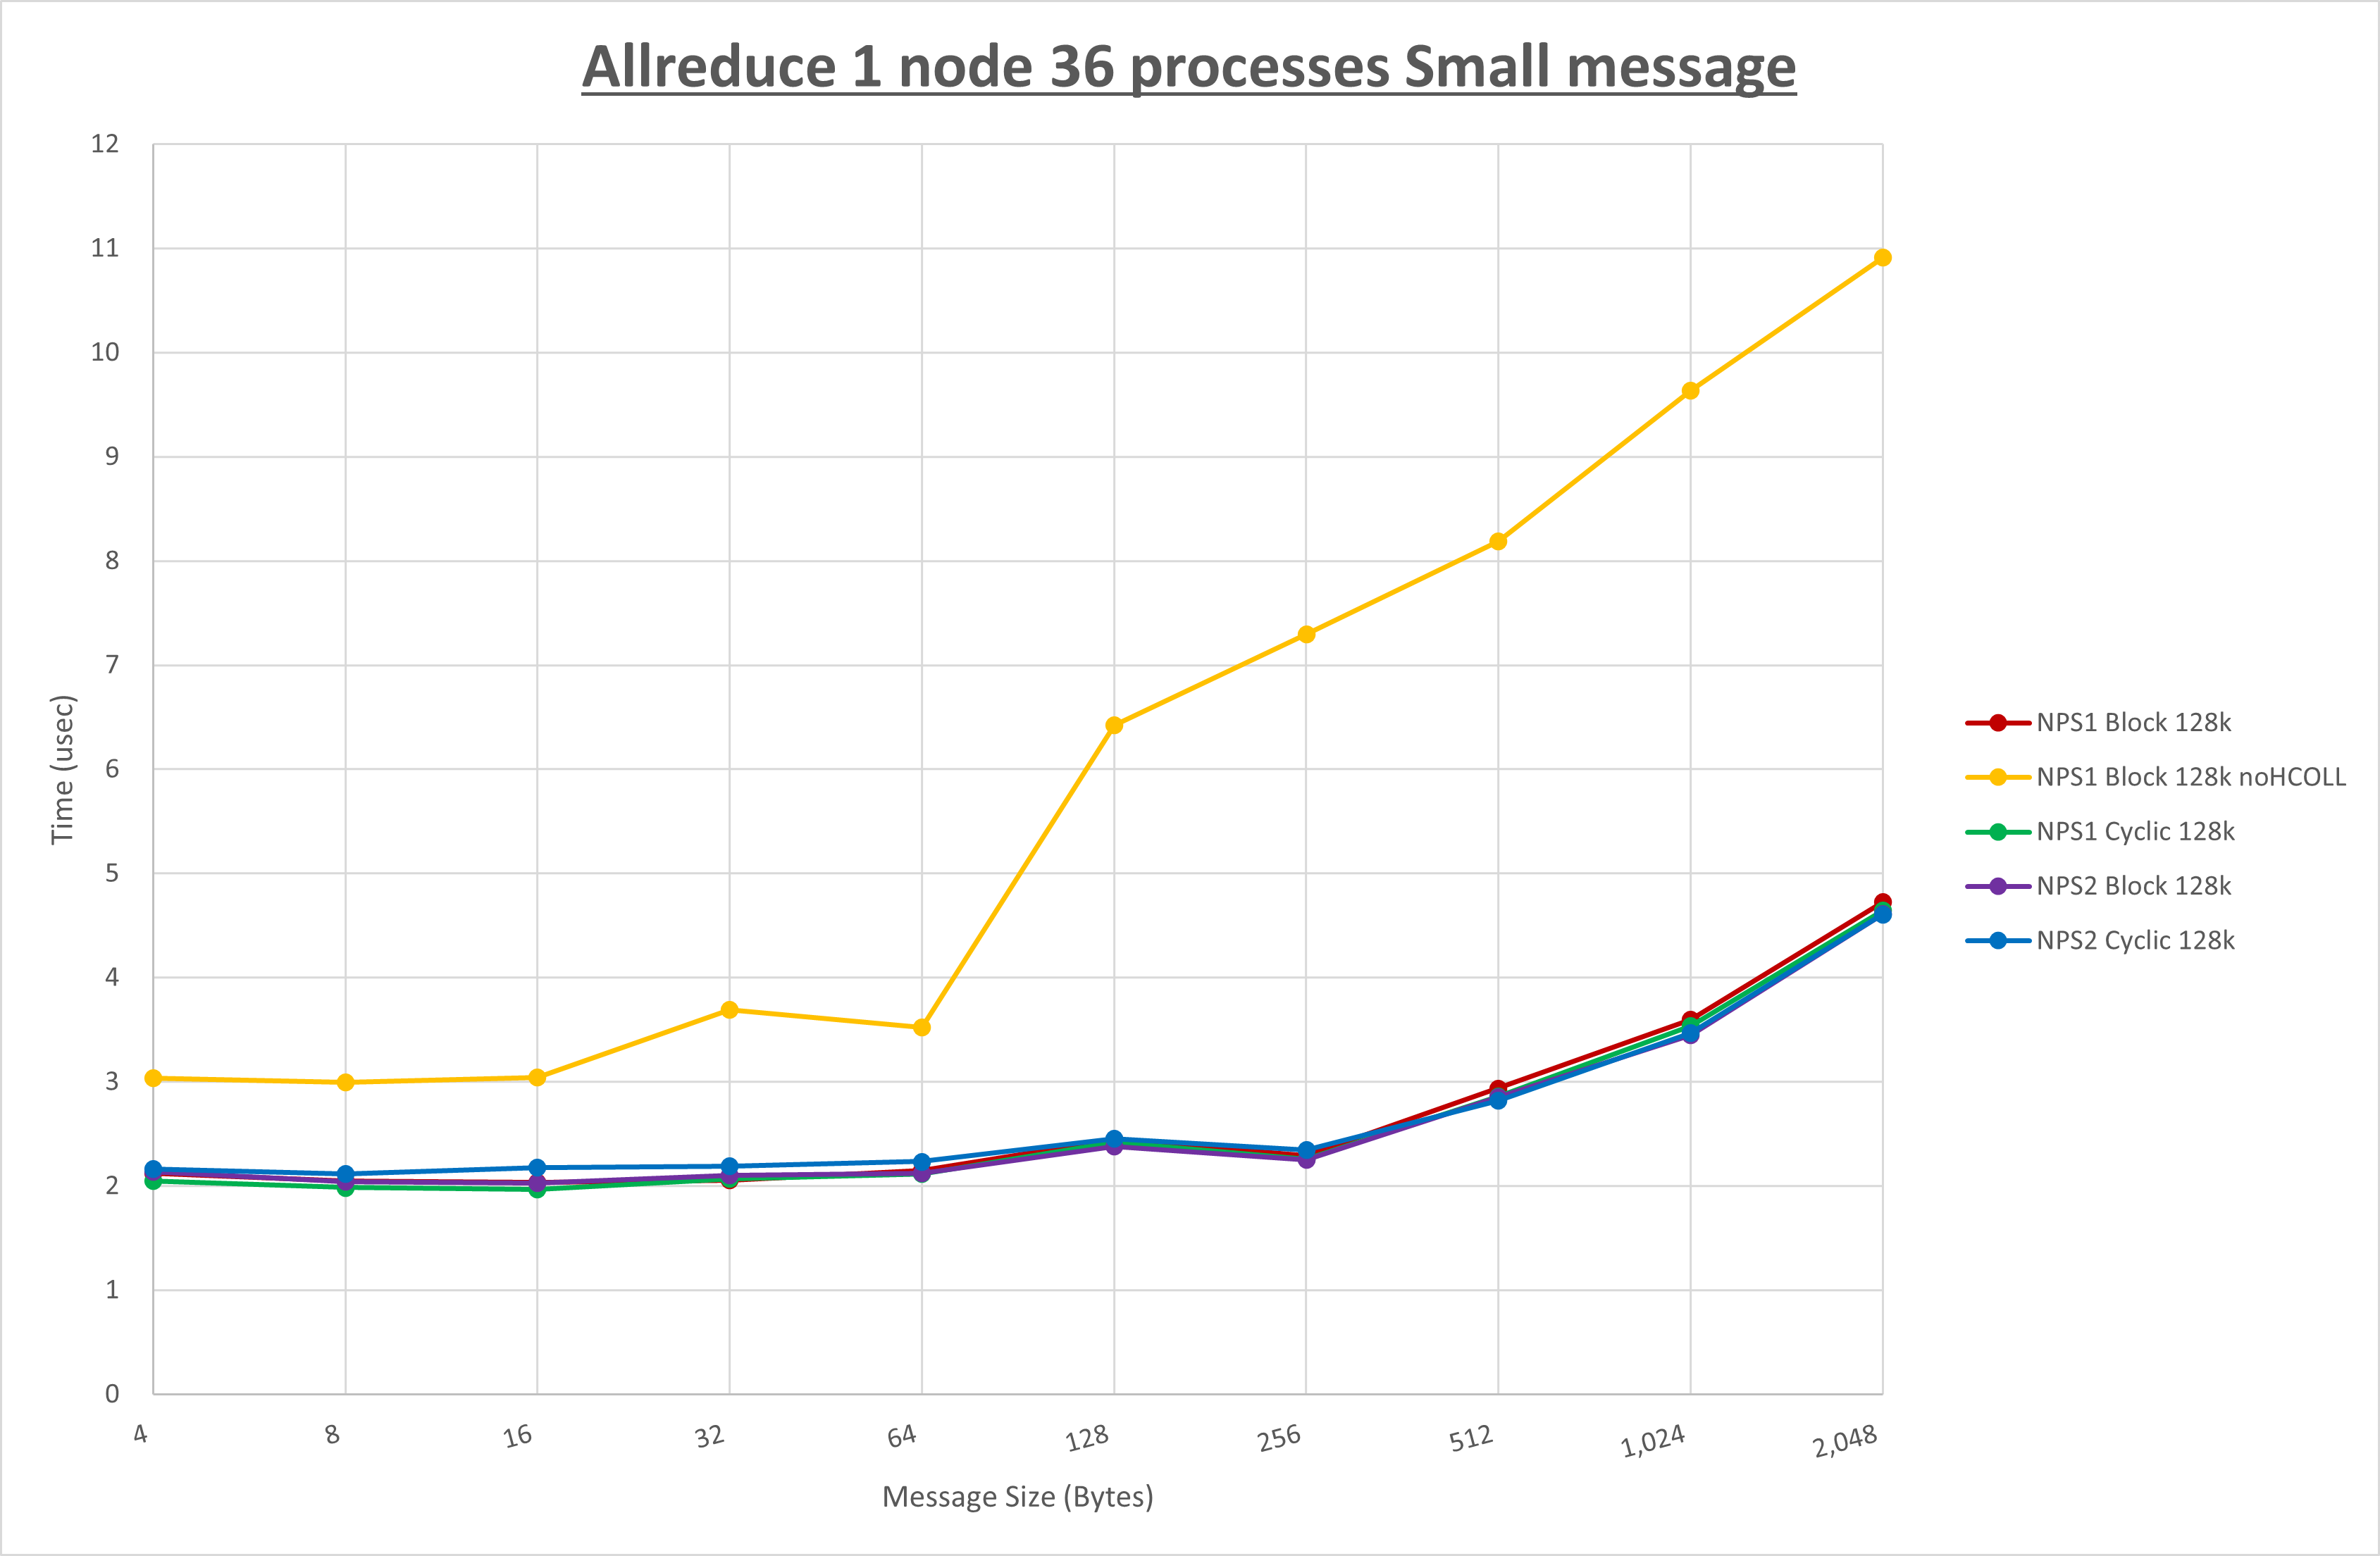 Allreduce 1 node 36 processes Small message
12
11
10
9
8
7
6
5
4
3
2
1
0
Time (usec)
4 8 16 32 64 128 256 512 1,024 2,048
Message Size (Bytes)
NPS1 Block 128k
NPS1 Block 128k noHCOLL
NPS1 Cyclic 128k
NPS2 Block 128k
NPS2 Cyclic 128k